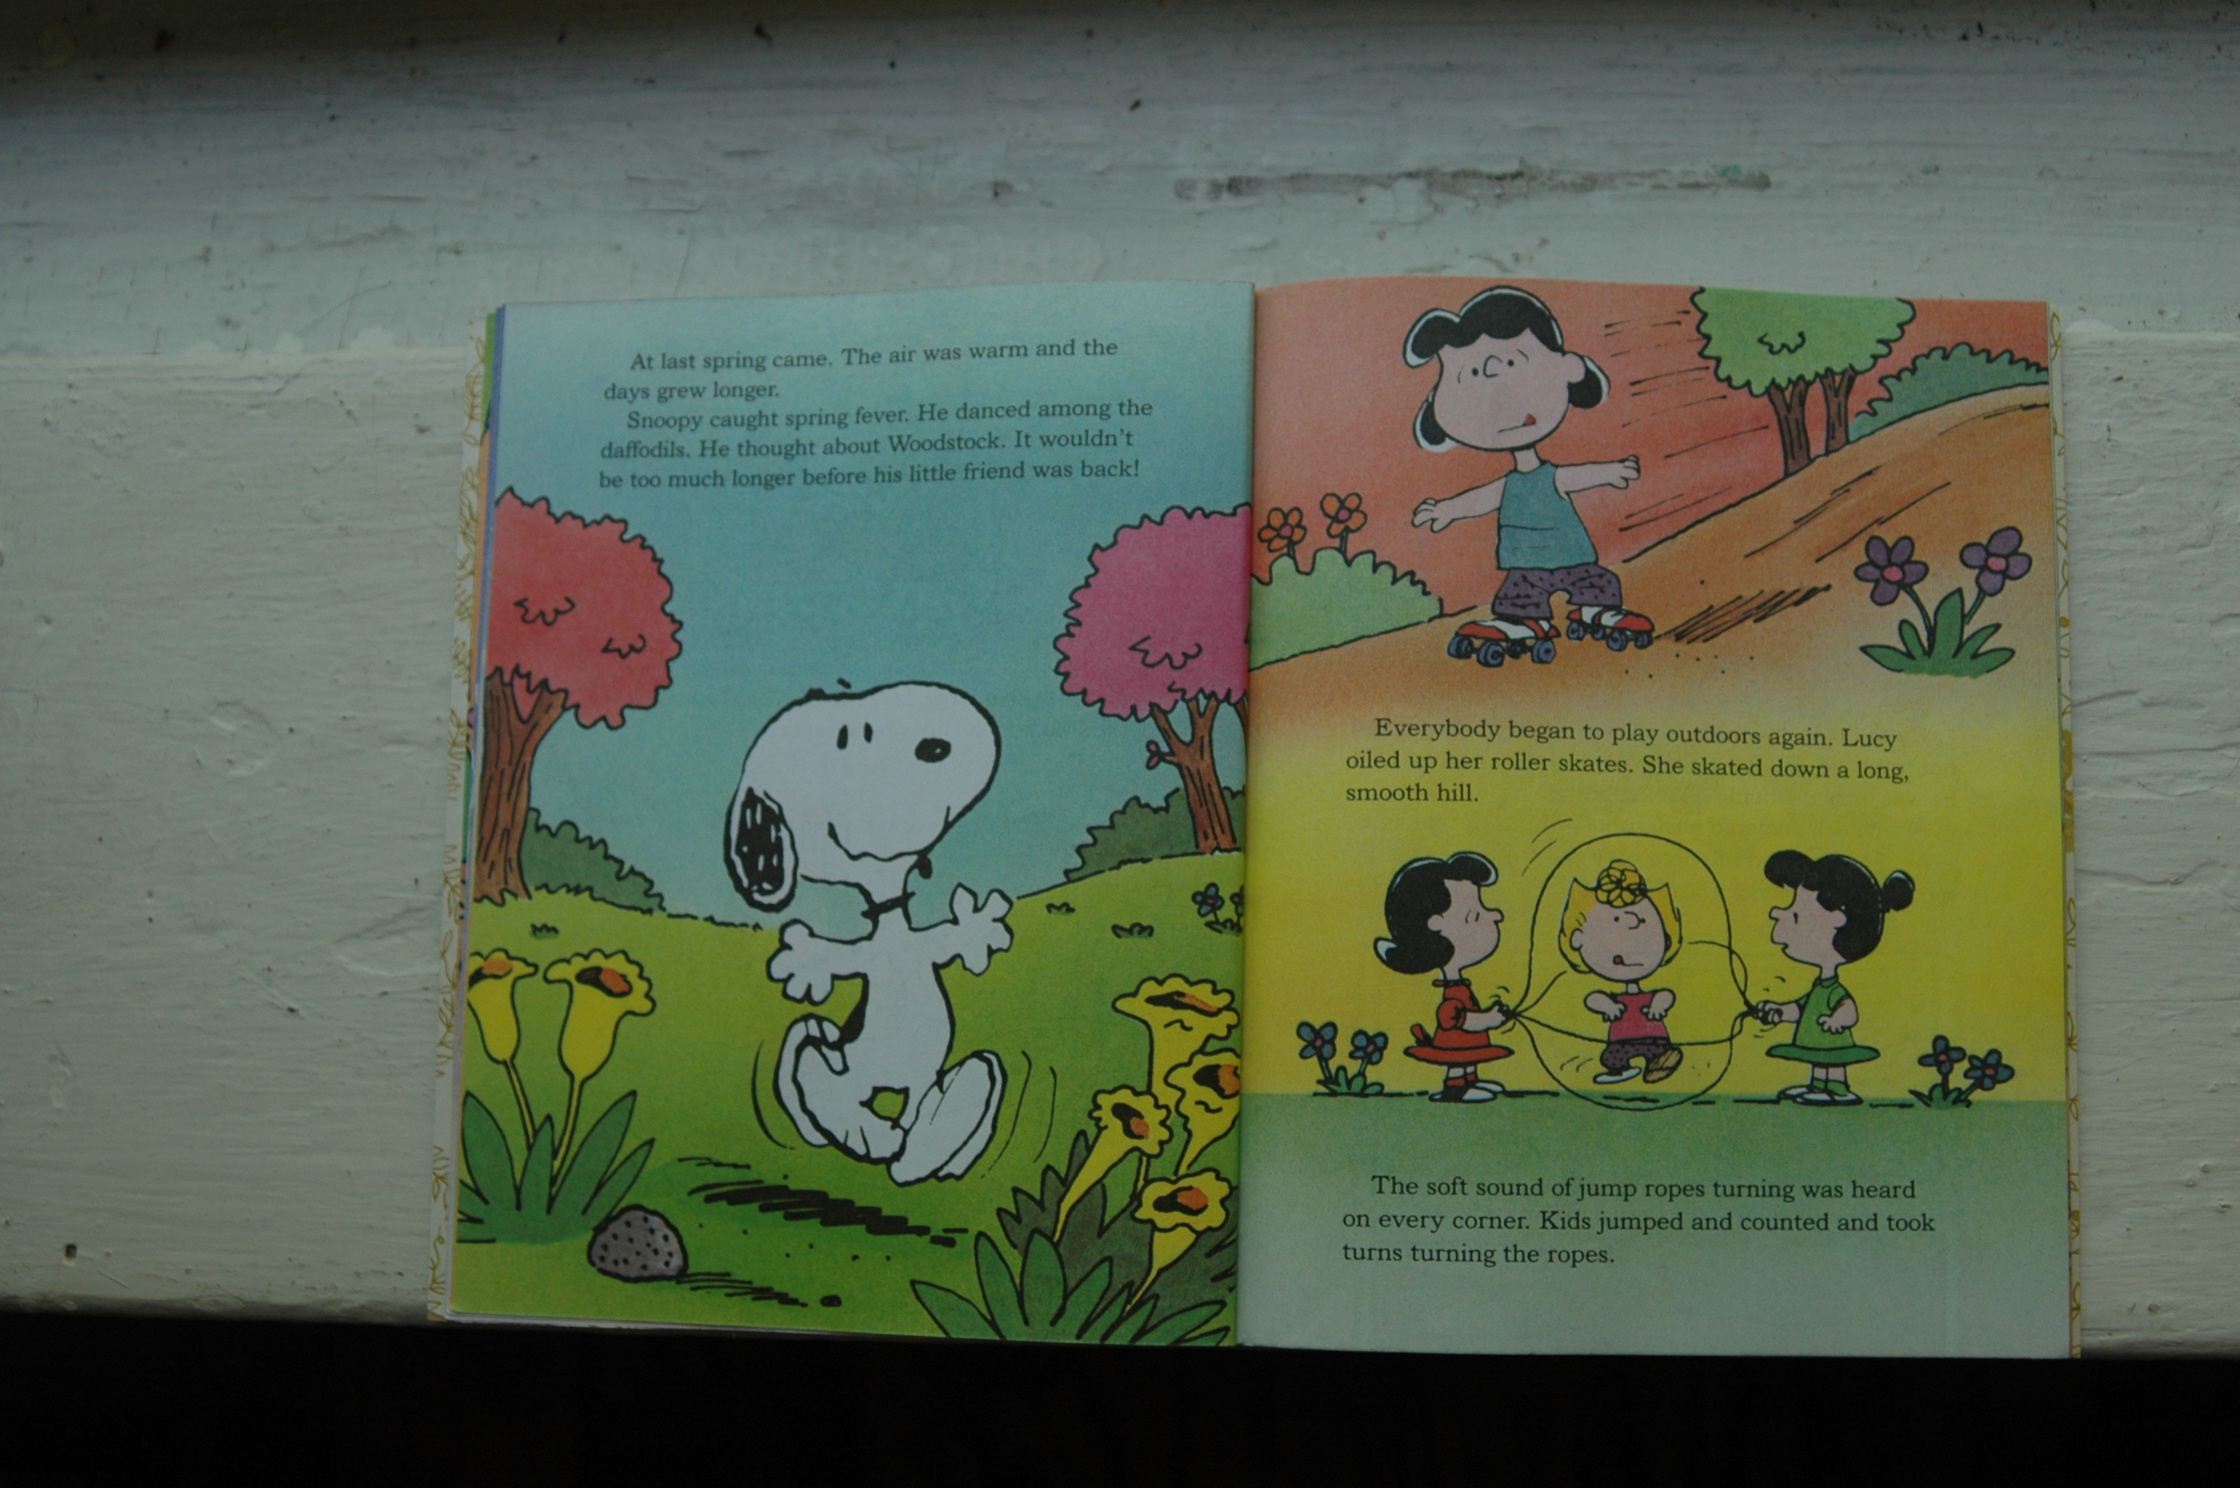 At last spring came. The air was warm and the
days grew longer.
Snoopy caught spring fever. He danced among the
daffodils. He thought about Woodstock. It wouldn't
be too much longer before his little friend was back!
Everybody began to play outdoors again. Lucy
oiled up her roller skates. She skated down a long,
smooth hill.
The soft sound of jump ropes turning was heard
on every corner. Kids jumped and counted and took
turns turning the ropes.